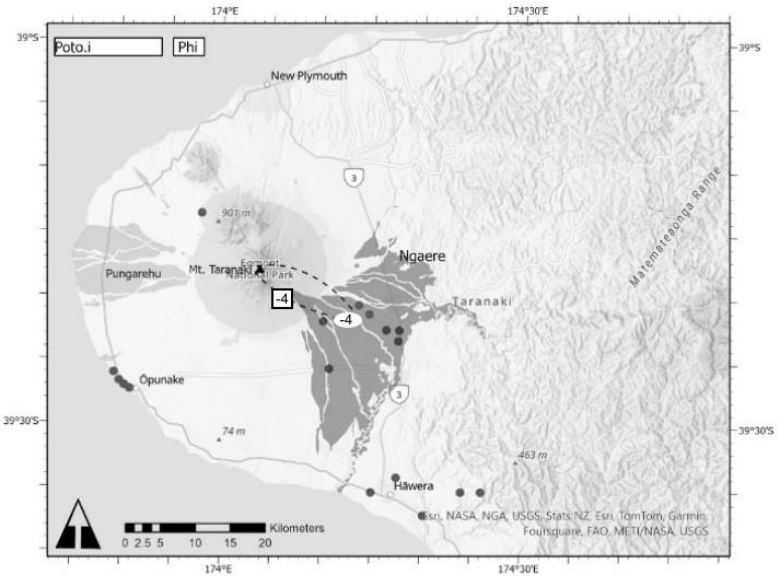 174°E
174°30'E
39°S
39°S
Poto.i
Phi
New Plymouth
3
901 m
Matemateaonga Range
Ngaere
Egmont
National Park
Mt. Taranaki
Pungarehu
-4
-4
Taranaki
Ōpunake
3
39°30'S
39°30'S
74 m
463 m
Hāwera
Esri, NASA, NGA, USGS, Stats NZ, Esri, TomTom, Garmin,
Foursquare, FAO, METI/NASA, USGS
Kilometers
0 2.5 5 10 15 20
174°E
174°30'E